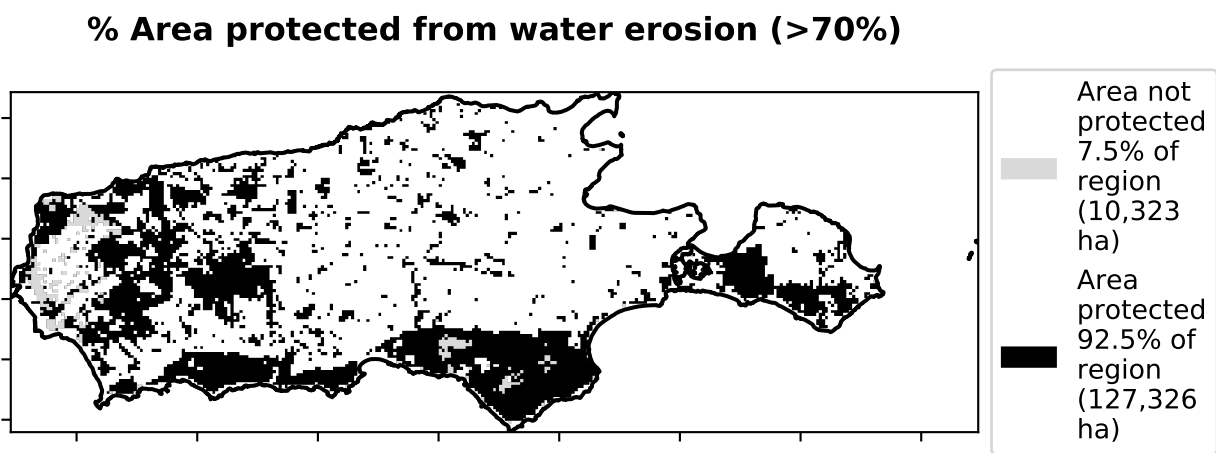 % Area protected from water erosion (>70%)
Area not
protected
7.5% of
region
(10,323
ha)
Area
protected
92.5% of
region
(127,326
ha)